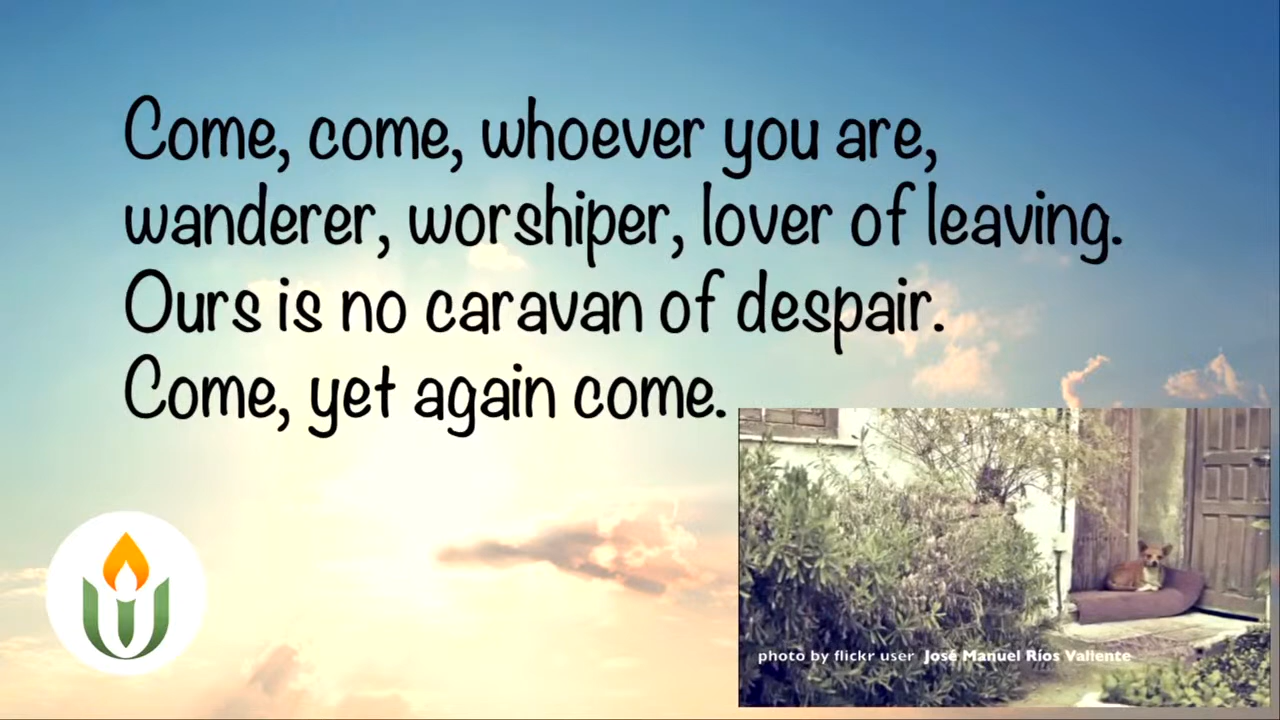 Come, come, whoever you are,
wanderer, worshiper, lover of leaving.
Ours is no caravan of despair.
Come, yet again come.
photo by flickr user José Manuel Ríos Valiente